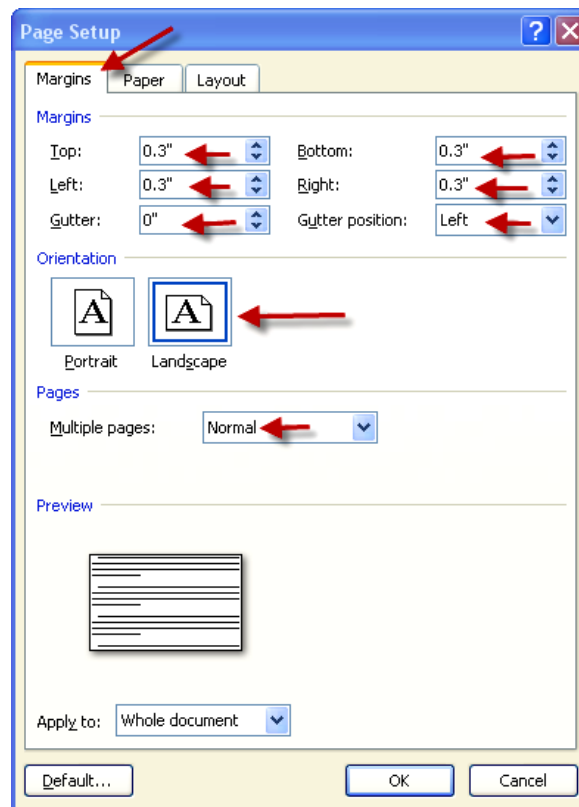 Page Setup
Margins Paper Layout
Margins
Top: 0.3" Bottom: 0.3"
Left: 0.3" Right: 0.3"
Gutter: 0" Gutter position: Left
Orientation
A A
Portrait Landscape
Pages
Multiple pages: Normal
Preview
Apply to: Whole document
Default... OK Cancel